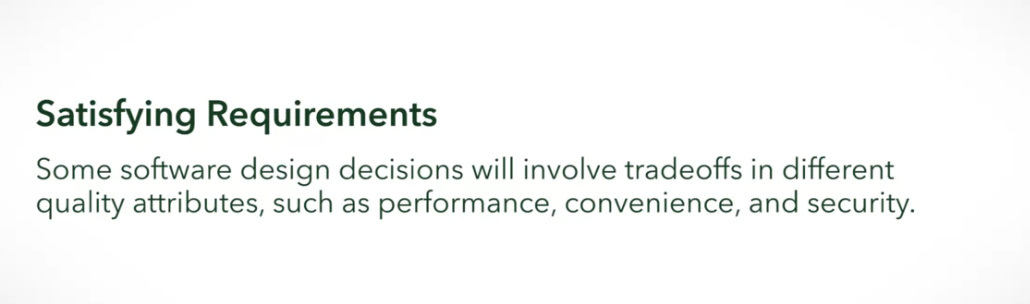 Satisfying Requirements
Some software design decisions will involve tradeoffs in different
quality attributes, such as performance, convenience, and security.